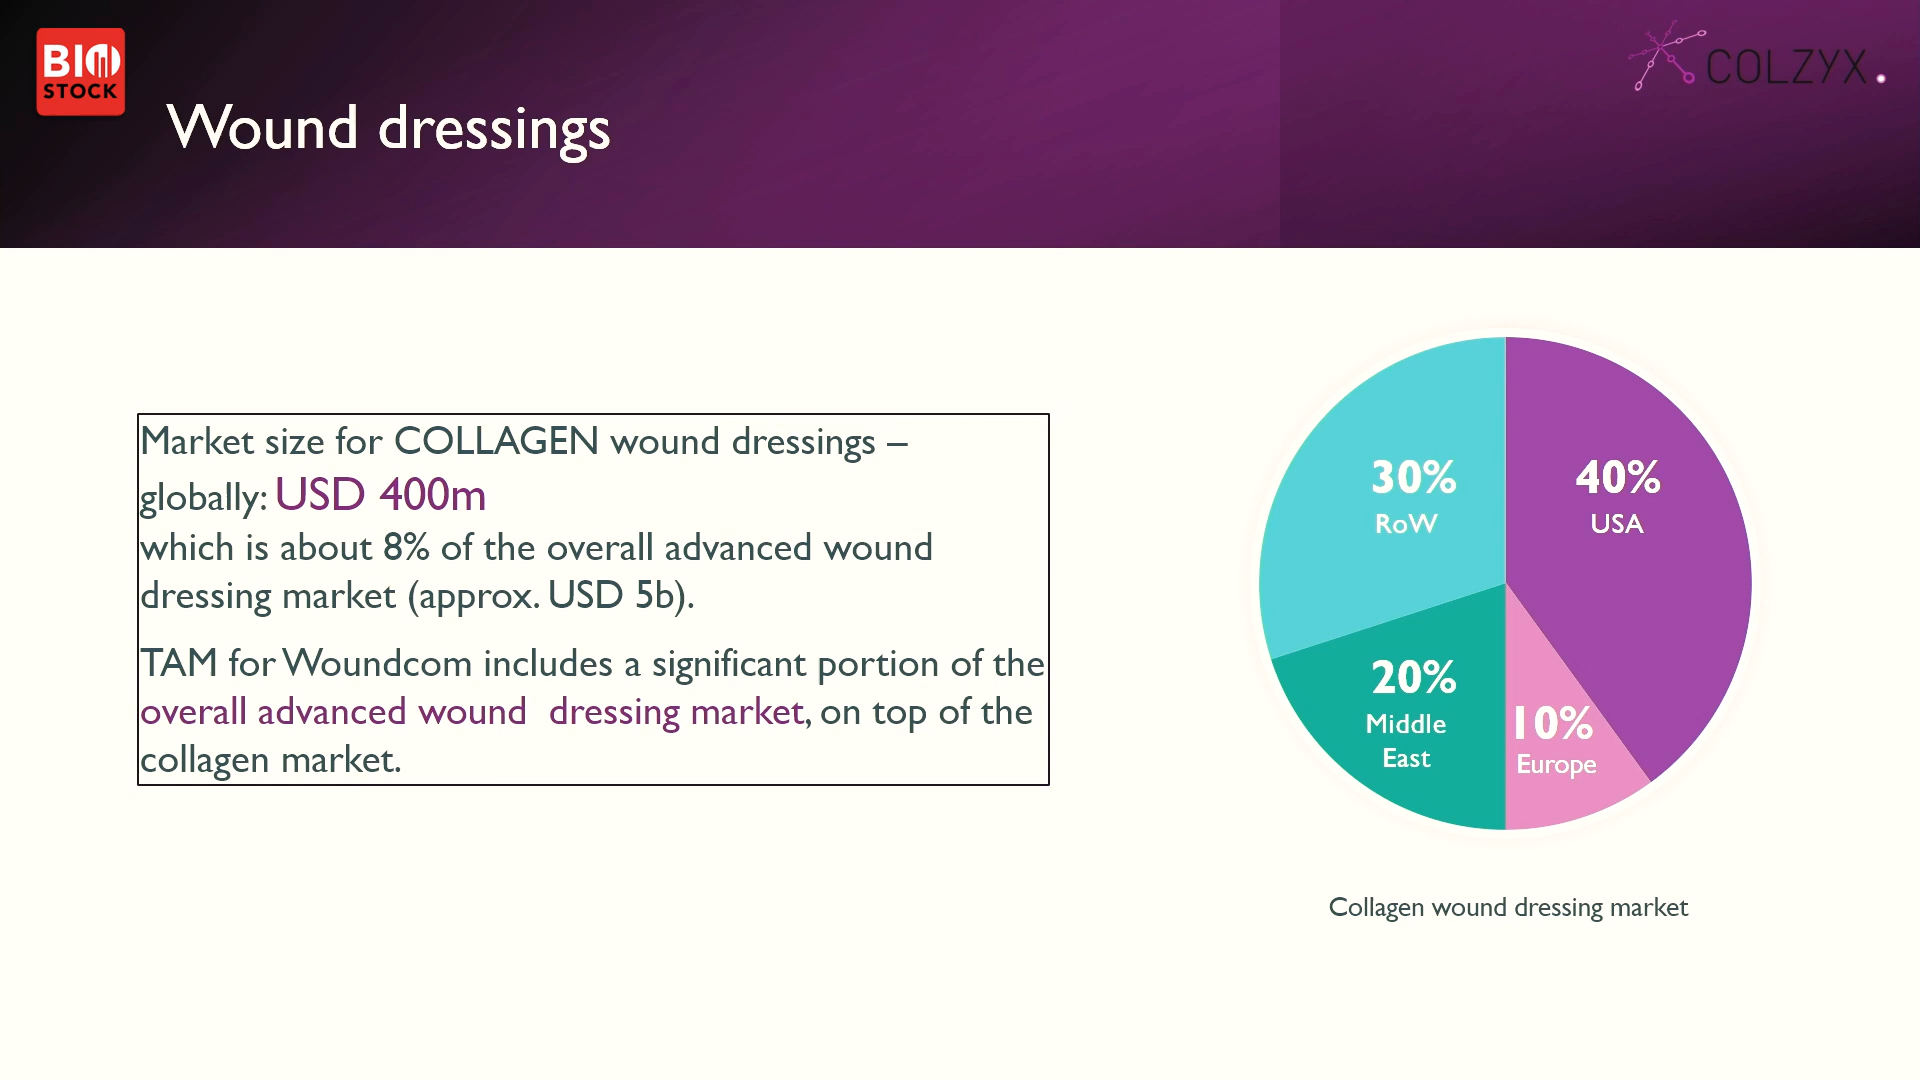 BIO
STOCK
COLZYX
Wound dressings
Market size for COLLAGEN wound dressings –
globally: USD 400m
which is about 8% of the overall advanced wound
dressing market (approx. USD 5b).
TAM for Woundcom includes a significant portion of the
overall advanced wound  dressing market, on top of the
collagen market.
30%
RoW
40%
USA
20%
Middle
East
10%
Europe
Collagen wound dressing market